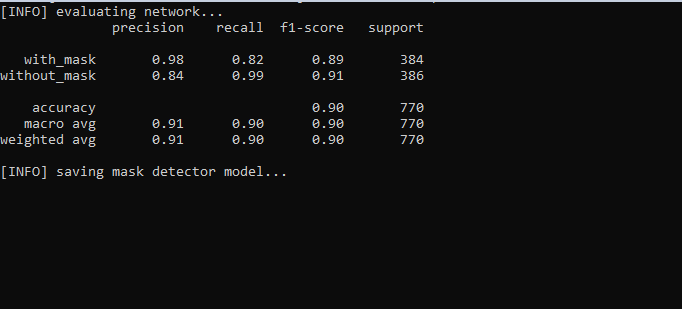 [INFO] evaluating network...
              precision    recall  f1-score   support

   with_mask       0.98      0.82      0.89       384
without_mask       0.84      0.99      0.91       386

    accuracy                           0.90       770
   macro avg       0.91      0.90      0.90       770
weighted avg       0.91      0.90      0.90       770

[INFO] saving mask detector model...